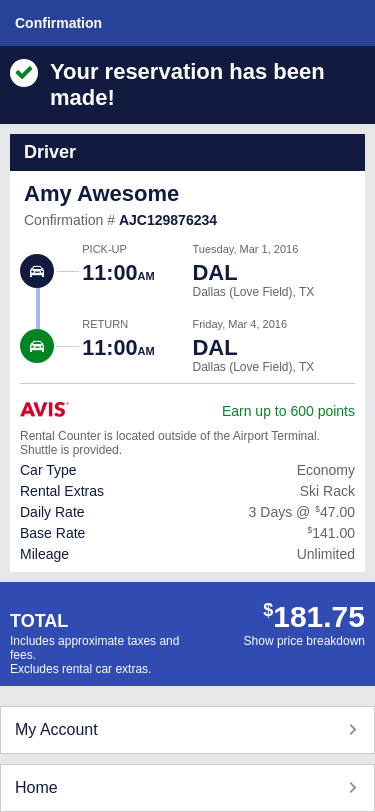 Confirmation
Your reservation has been
made!
Driver
Amy Awesome
Confirmation # AJC129876234
PICK-UP
11:00AM
Tuesday, Mar 1, 2016
DAL
Dallas (Love Field), TX
RETURN
11:00AM
Friday, Mar 4, 2016
DAL
Dallas (Love Field), TX
AVIS
Earn up to 600 points
Rental Counter is located outside of the Airport Terminal.
Shuttle is provided.
Car Type Economy
Rental Extras Ski Rack
Daily Rate 3 Days @ $47.00
Base Rate $141.00
Mileage Unlimited
TOTAL $181.75
Includes approximate taxes and
fees.
Excludes rental car extras.
Show price breakdown
My Account
Home